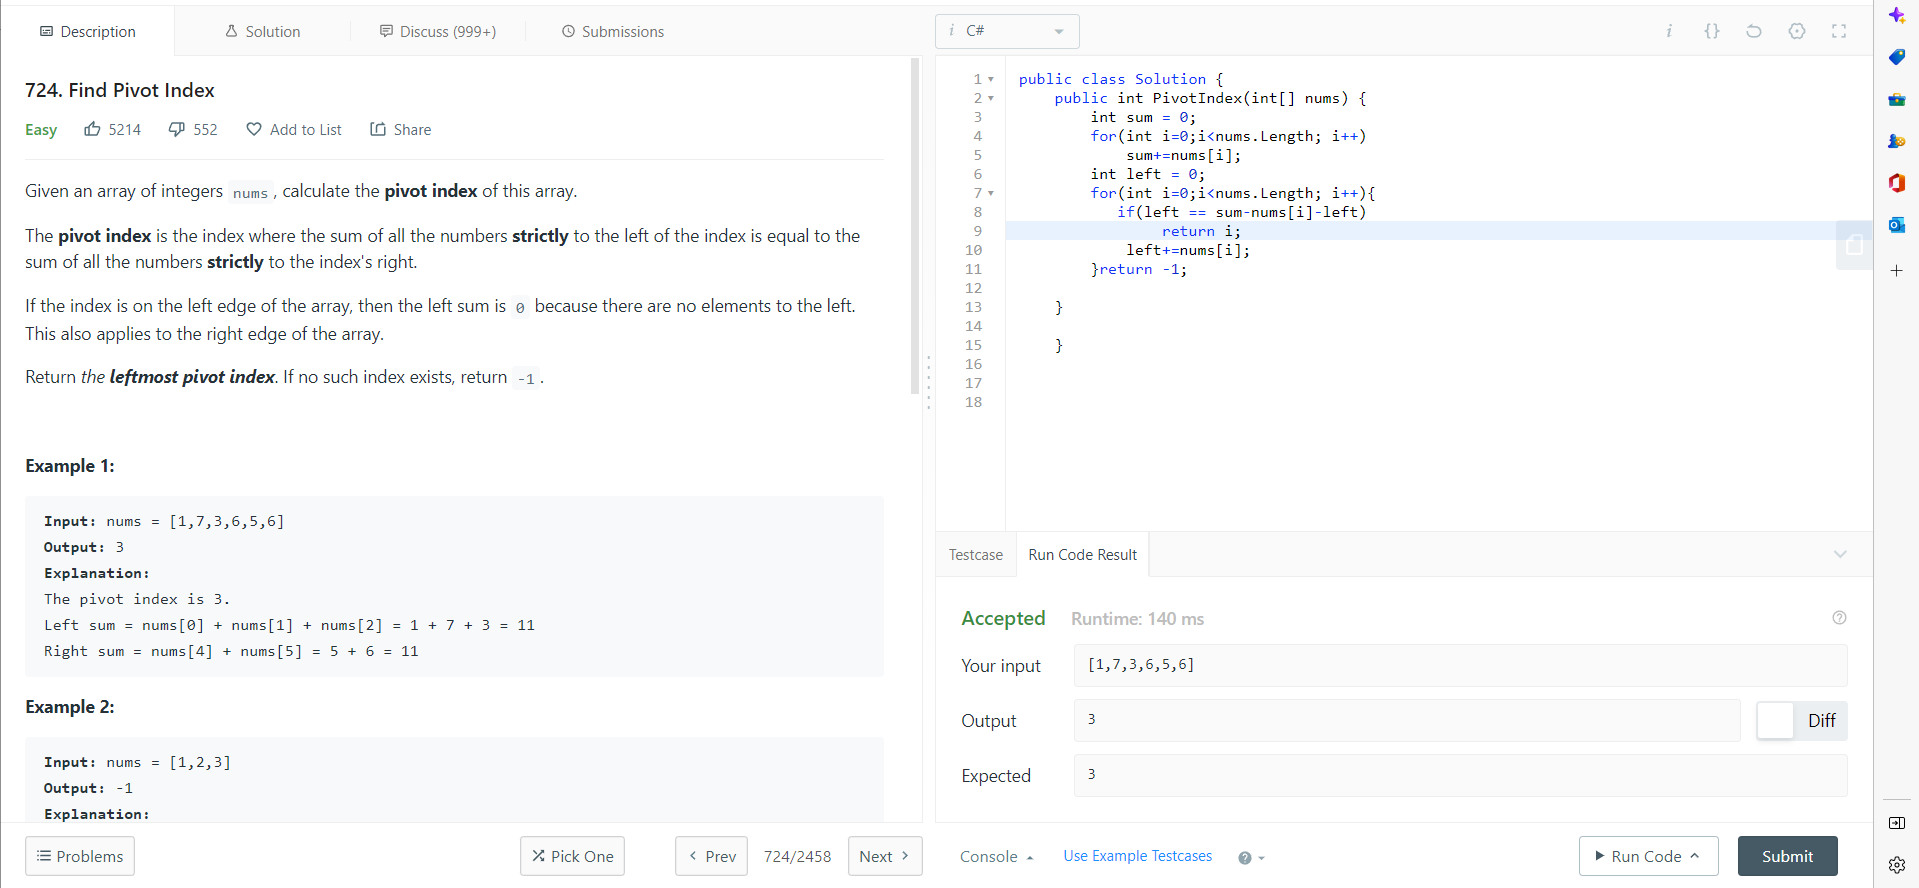 Description
Solution
Discuss (999+)
Submissions
724. Find Pivot Index
Easy 5214 552 Add to List Share
Given an array of integers nums , calculate the pivot index of this array.
The pivot index is the index where the sum of all the numbers strictly to the left of the index is equal to the
sum of all the numbers strictly to the index's right.
If the index is on the left edge of the array, then the left sum is 0 because there are no elements to the left.
This also applies to the right edge of the array.
Return the leftmost pivot index. If no such index exists, return -1 .
Example 1:
Input: nums = [1,7,3,6,5,6]
Output: 3
Explanation:
The pivot index is 3.
Left sum = nums[0] + nums[1] + nums[2] = 1 + 7 + 3 = 11
Right sum = nums[4] + nums[5] = 5 + 6 = 11
Example 2:
Input: nums = [1,2,3]
Output: -1
Explanation:
Problems
Pick One
Prev
724/2458
Next
i C#
i {}
1 public class Solution {
2     public int PivotIndex(int[] nums) {
3         int sum = 0;
4         for(int i=0;i<nums.Length; i++)
5             sum+=nums[i];
6         int left = 0;
7         for(int i=0;i<nums.Length; i++){
8            if(left == sum-nums[i]-left)
9                 return i;
10             left+=nums[i];
11         }return -1;
12
13     }
14
15     }
16
17
18
Testcase
Run Code Result
Accepted Runtime: 140 ms
Your input [1,7,3,6,5,6]
Output 3 Diff
Expected 3
Console
Use Example Testcases
Run Code
Submit